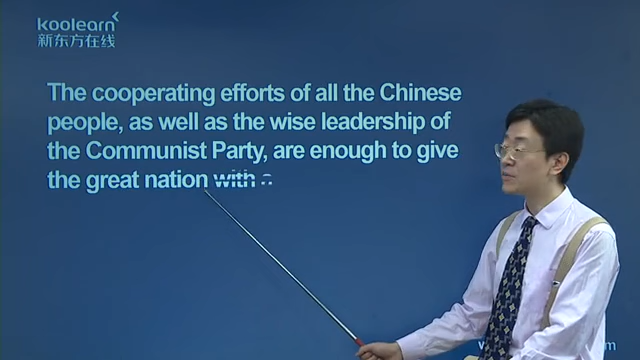 koolearn
新东方在线
The cooperating efforts of all the Chinese
people, as well as the wise leadership of
the Communist Party, are enough to give
the great nation with